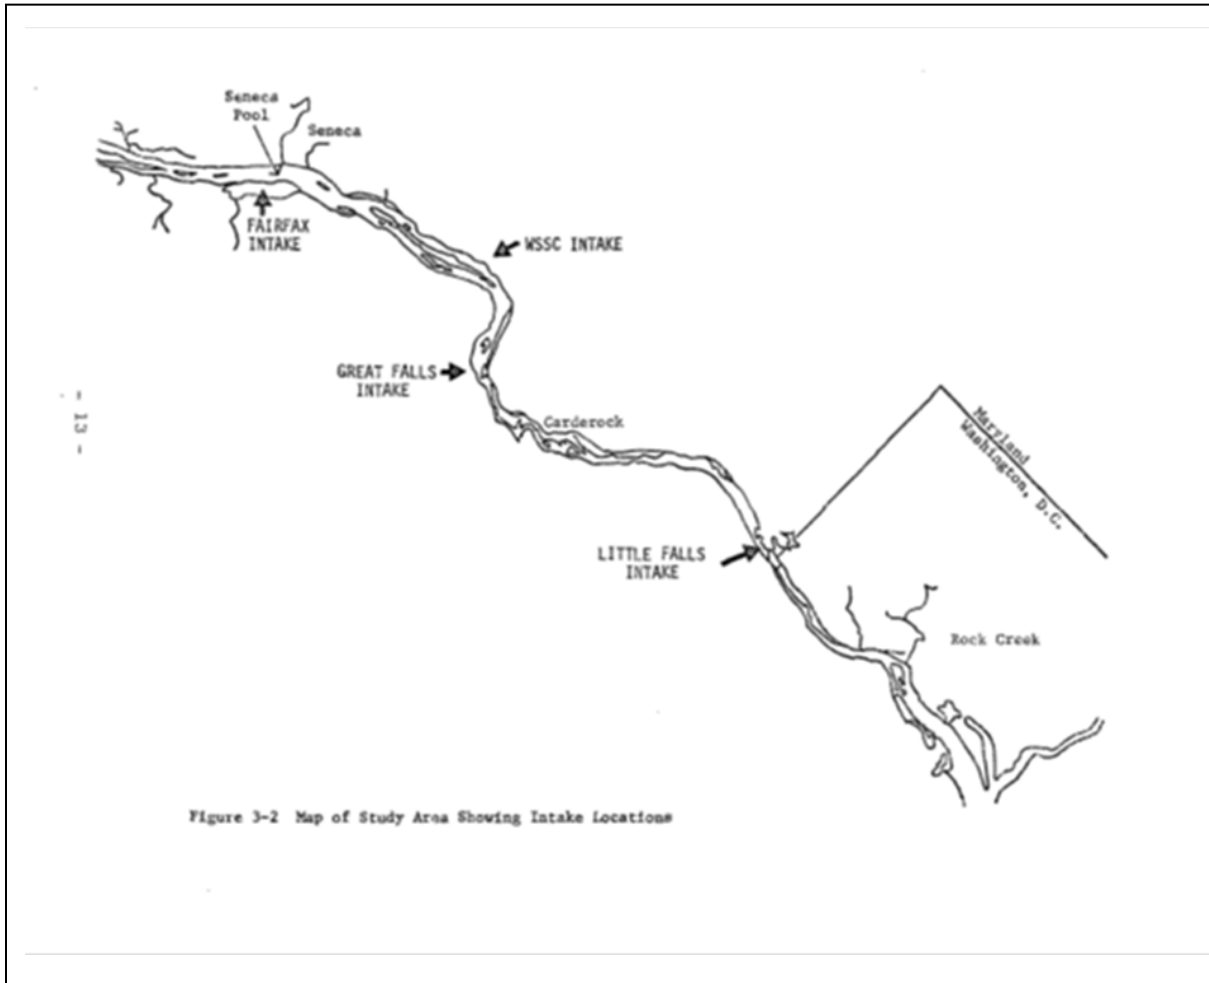 Seneca
Pool
Seneca
FAIRFAX
INTAKE
WSSC INTAKE
GREAT FALLS
INTAKE
- 13 -
Carderock
Maryland
Washington, D.C.
LITTLE FALLS
INTAKE
Rock Creek
Figure 3-2 Map of Study Area Showing Intake Locations